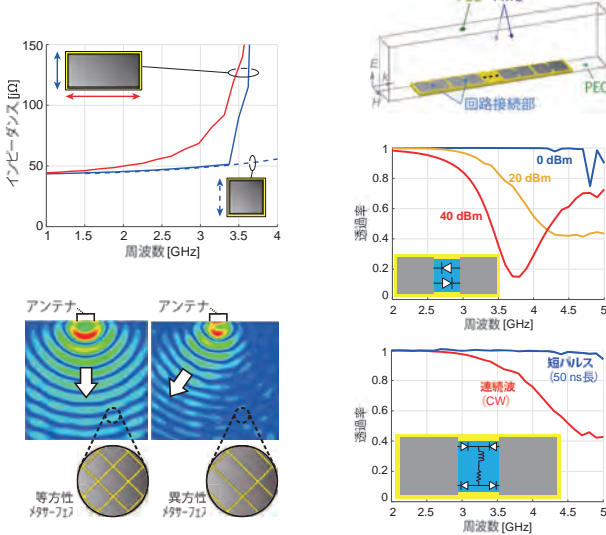 150
100
50
0
インピーダンス [jΩ]
1
1.5
2
2.5
3
3.5
4
周波数 [GHz]
アンテナ
アンテナ
等方性
メタサーフェス
異方性
メタサーフェス
E
k
H
PEC
回路接続部
1
0.8
0.6
0.4
0.2
0
透過率
0 dBm
20 dBm
40 dBm
2
2.5
3
3.5
4
4.5
5
周波数 [GHz]
1
0.8
0.6
0.4
0.2
0
透過率
短パルス
(50 ns長)
連続波
(CW)
2
2.5
3
3.5
4
4.5
5
周波数 [GHz]